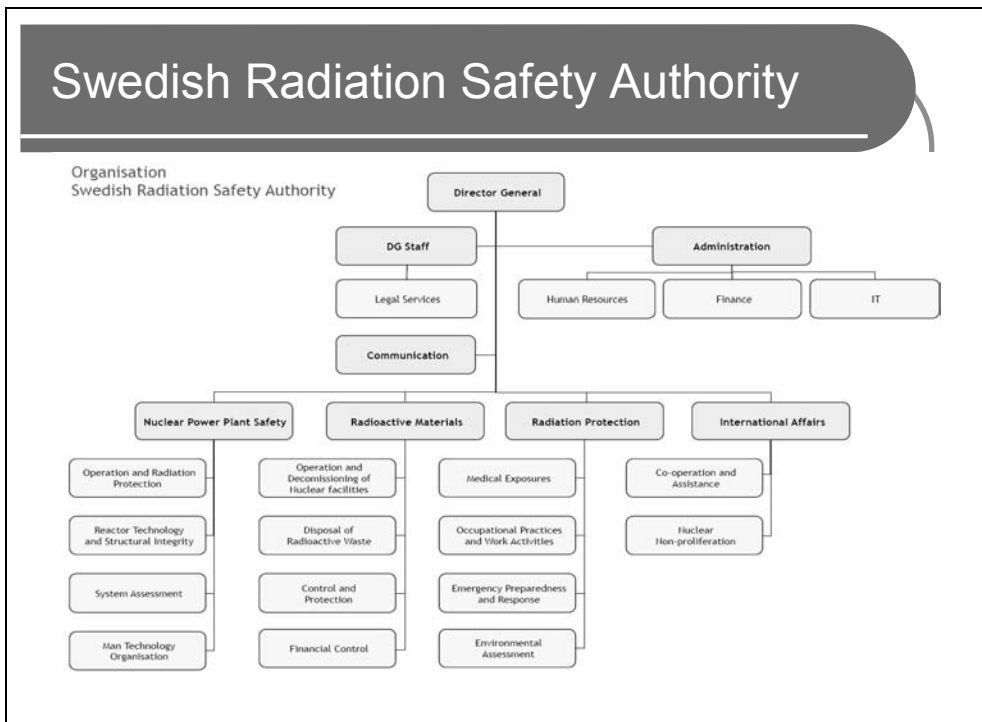 Swedish Radiation Safety Authority
Organisation
Swedish Radiation Safety Authority
Director General
DG Staff
Administration
Legal Services
Human Resources
Finance
IT
Communication
Nuclear Power Plant Safety
Radioactive Materials
Radiation Protection
International Affairs
Operation and Radiation
Protection
Operation and
Decomissioning of
Nuclear facilities
Medical Exposures
Co-operation and
Assistance
Reactor Technology
and Structural Integrity
Disposal of
Radioactive Waste
Occupational Practices
and Work Activities
Nuclear
Non-proliferation
System Assessment
Control and
Protection
Emergency Preparedness
and Response
Man Technology
Organisation
Financial Control
Environmental
Assessment